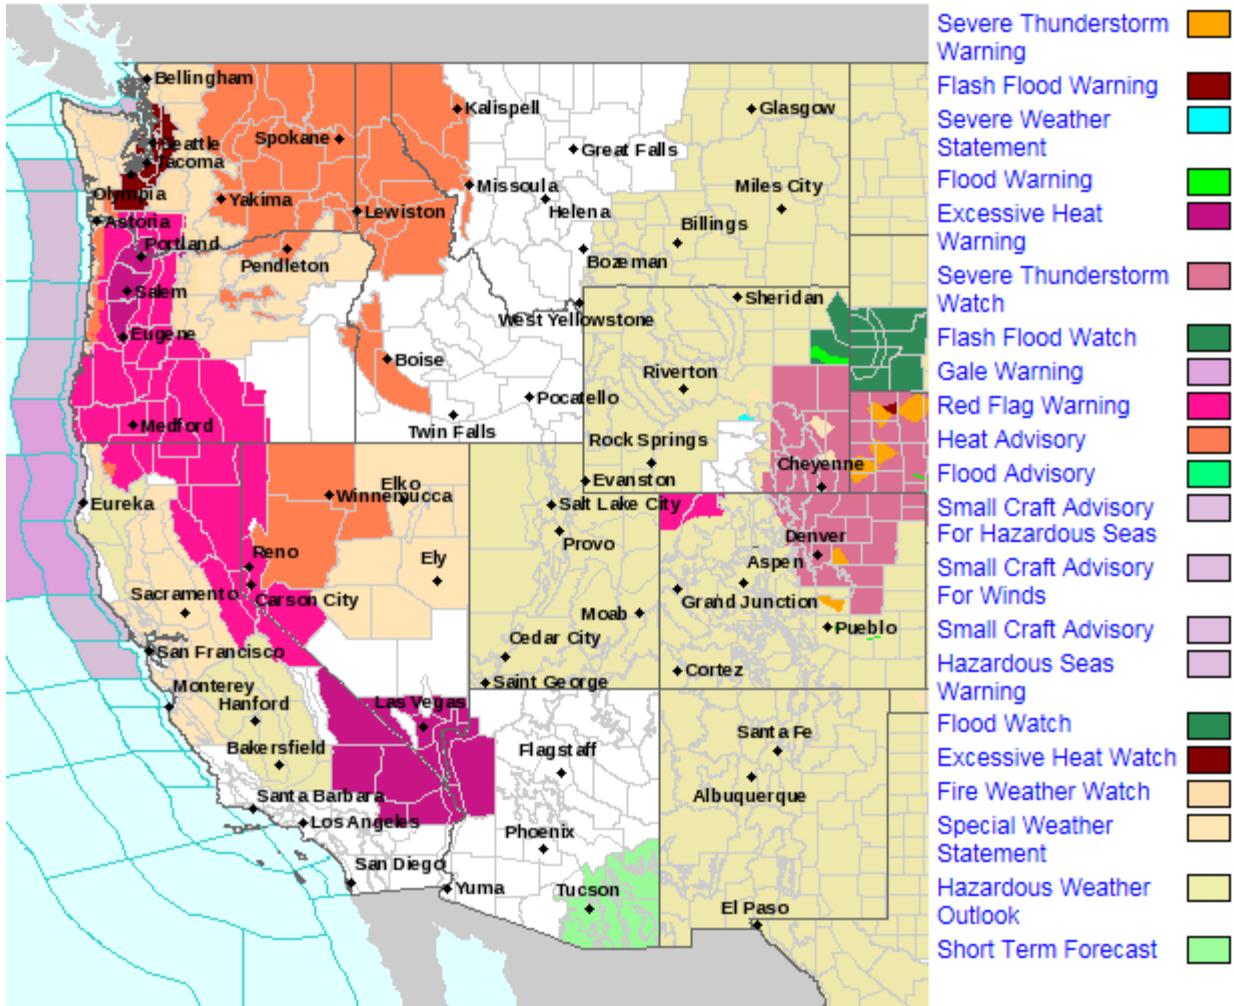 Bellingham
Kalispell
Glasgow
Spokane
Seattle
Tacoma
Great Falls
Olympia
Yakima
Lewiston
Missoula
Helena
Miles City
Astoria
Portland
Pendleton
Billings
Bozeman
Salem
Sheridan
West Yellowstone
Eugene
Boise
Riverton
Pocatello
Medford
Twin Falls
Rock Springs
Cheyenne
Evanston
Elko
Winnemucca
Eureka
Salt Lake City
Provo
Denver
Reno
Ely
Aspen
Sacramento
Carson City
Grand Junction
Moab
Pueblo
Cedar City
San Francisco
Cortez
Saint George
Monterey
Hanford
Las Vegas
Santa Fe
Bakersfield
Flagstaff
Albuquerque
Santa Barbara
Los Angeles
Phoenix
San Diego
Yuma
Tucson
El Paso
Severe Thunderstorm
Warning
Flash Flood Warning
Severe Weather
Statement
Flood Warning
Excessive Heat
Warning
Severe Thunderstorm
Watch
Flash Flood Watch
Gale Warning
Red Flag Warning
Heat Advisory
Flood Advisory
Small Craft Advisory
For Hazardous Seas
Small Craft Advisory
For Winds
Small Craft Advisory
Hazardous Seas
Warning
Flood Watch
Excessive Heat Watch
Fire Weather Watch
Special Weather
Statement
Hazardous Weather
Outlook
Short Term Forecast